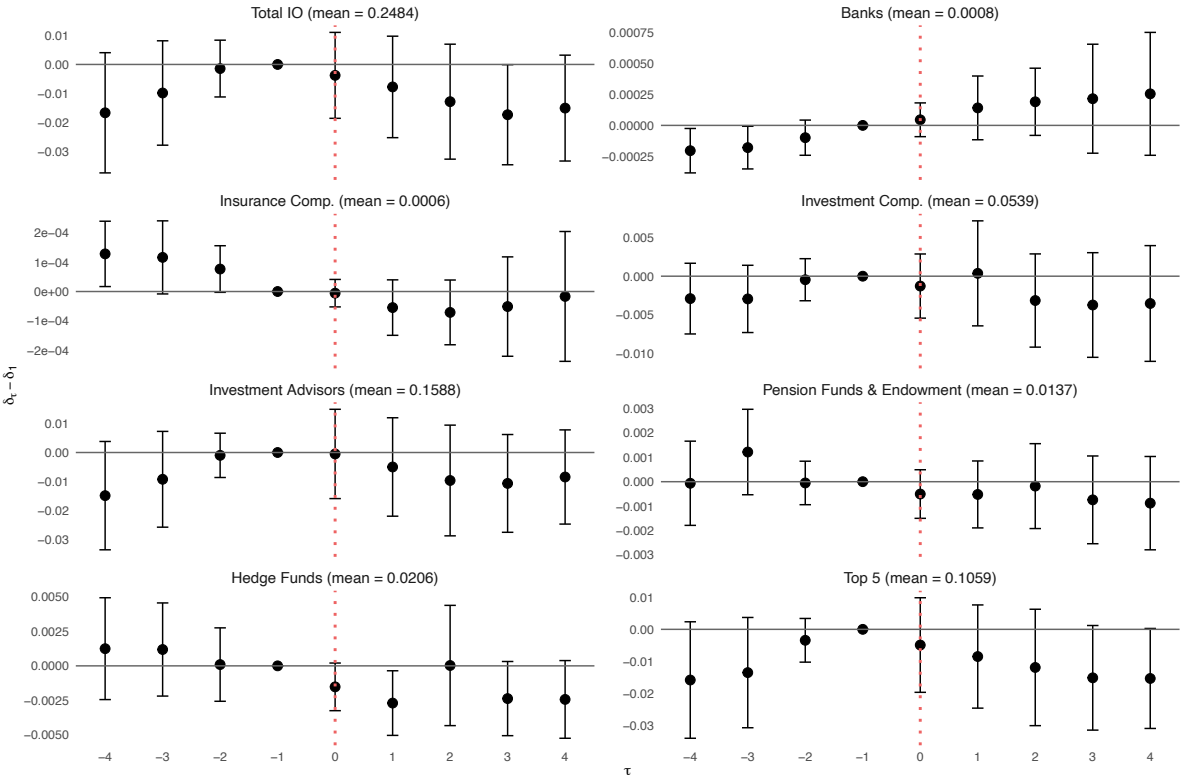 Total IO (mean = 0.2484)
0.01
0.00
−0.01
−0.02
−0.03
Banks (mean = 0.0008)
0.00075
0.00050
0.00025
0.00000
−0.00025
Insurance Comp. (mean = 0.0006)
2e−04
1e−04
0e+00
−1e−04
−2e−04
Investment Comp. (mean = 0.0539)
0.005
0.000
−0.005
−0.010
δτ − δ1
Investment Advisors (mean = 0.1588)
0.01
0.00
−0.01
−0.02
−0.03
Pension Funds & Endowment (mean = 0.0137)
0.003
0.002
0.001
0.000
−0.001
−0.002
−0.003
Hedge Funds (mean = 0.0206)
0.0050
0.0025
0.0000
−0.0025
−0.0050
−4 −3 −2 −1 0 1 2 3 4
Top 5 (mean = 0.1059)
0.01
0.00
−0.01
−0.02
−0.03
−4 −3 −2 −1 0 1 2 3 4
τ